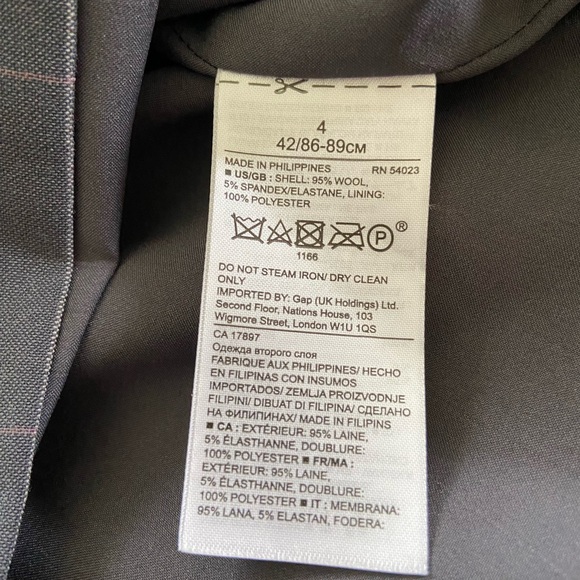 4
42/86-89см
MADE IN PHILIPPINES RN 54023
■ US/GB : SHELL: 95% WOOL,
5% SPANDEX/ELASTANE, LINING:
100% POLYESTER
P ®
1166
DO NOT STEAM IRON/ DRY CLEAN
ONLY
IMPORTED BY: Gap (UK Holdings) Ltd.
Second Floor, Nations House, 103
Wigmore Street, London W1U 1QS
CA 17897
Одежда второго слоя
FABRIQUE AUX PHILIPPINES/ HECHO
EN FILIPINAS CON INSUMOS
IMPORTADOS/ ZEMLJA PROIZVODNJE
FILIPINI/ DIBUAT DI FILIPINA/ СДЕЛАНО
НА ФИЛИПИНАХ/ MADE IN FILIPINS
■ CA : EXTÉRIEUR: 95% LAINE,
5% ÉLASTHANNE, DOUBLURE:
100% POLYESTER ■ FR/MA :
EXTÉRIEUR: 95% LAINE,
5% ÉLASTHANNE, DOUBLURE:
100% POLYESTER ■ IT : MEMBRANA:
95% LANA, 5% ELASTAN, FODERA: